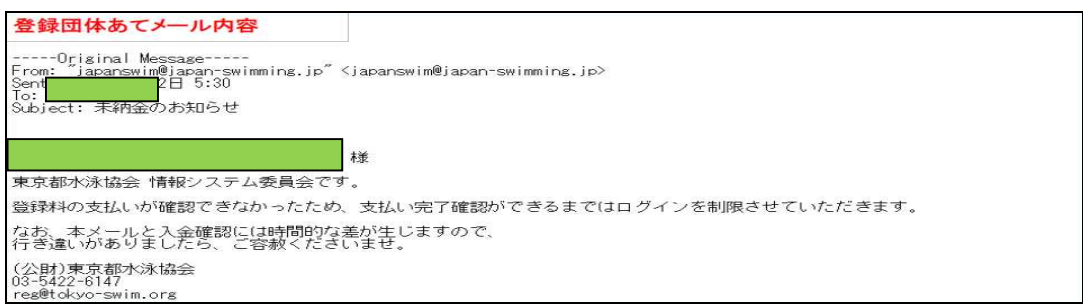 登録団体あてメール内容
-----Original Message-----
From: "japanswim@japan-swimming.jp" <japanswim@japan-swimming.jp>
Sent 2日 5:30
To:
Subject: 未納金のお知らせ
様
東京都水泳協会 情報システム委員会です。
登録料の支払いが確認できなかったため、支払い完了確認ができるまではログインを制限させていただきます。
なお、本メールと入金確認には時間的な差が生じますので、
行き違いがありましたら、ご容赦くださいませ。
(公財)東京都水泳協会
03-5422-6147
reg@tokyo-swim.org